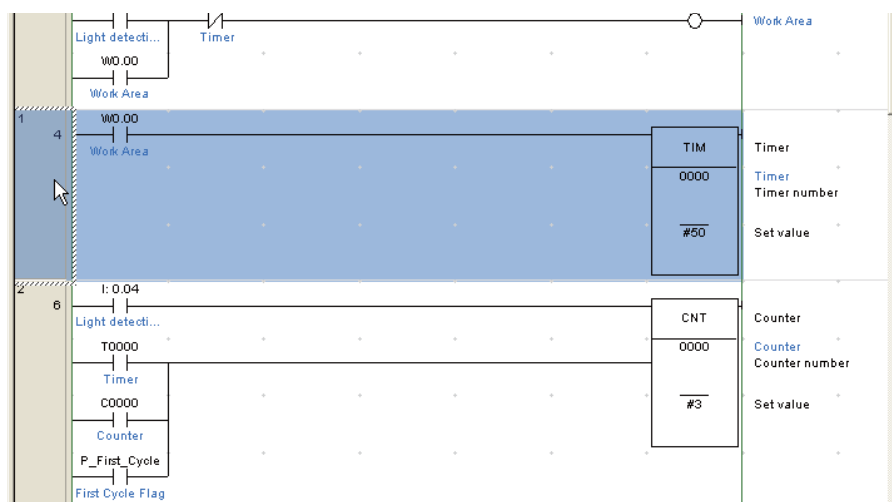 Light detecti...
Timer
Work Area
W0.00
Work Area
1
4
W0.00
Work Area
TIM
Timer
0000
Timer
Timer number
#50
Set value
2
6
I: 0.04
Light detecti...
CNT
Counter
T0000
Timer
0000
Counter
Counter number
C0000
Counter
#3
Set value
P_First_Cycle
First Cycle Flag